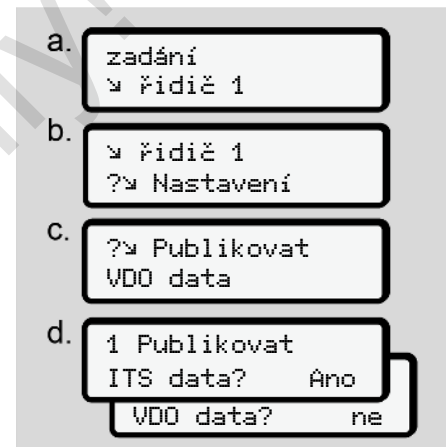 a.
zadání
↘ řidič 1
b.
↘ řidič 1
?↘ Nastavení
c.
?↘ Publikovat
VDO data
d.
1 Publikovat
ITS data? Ano
VDO data? ne